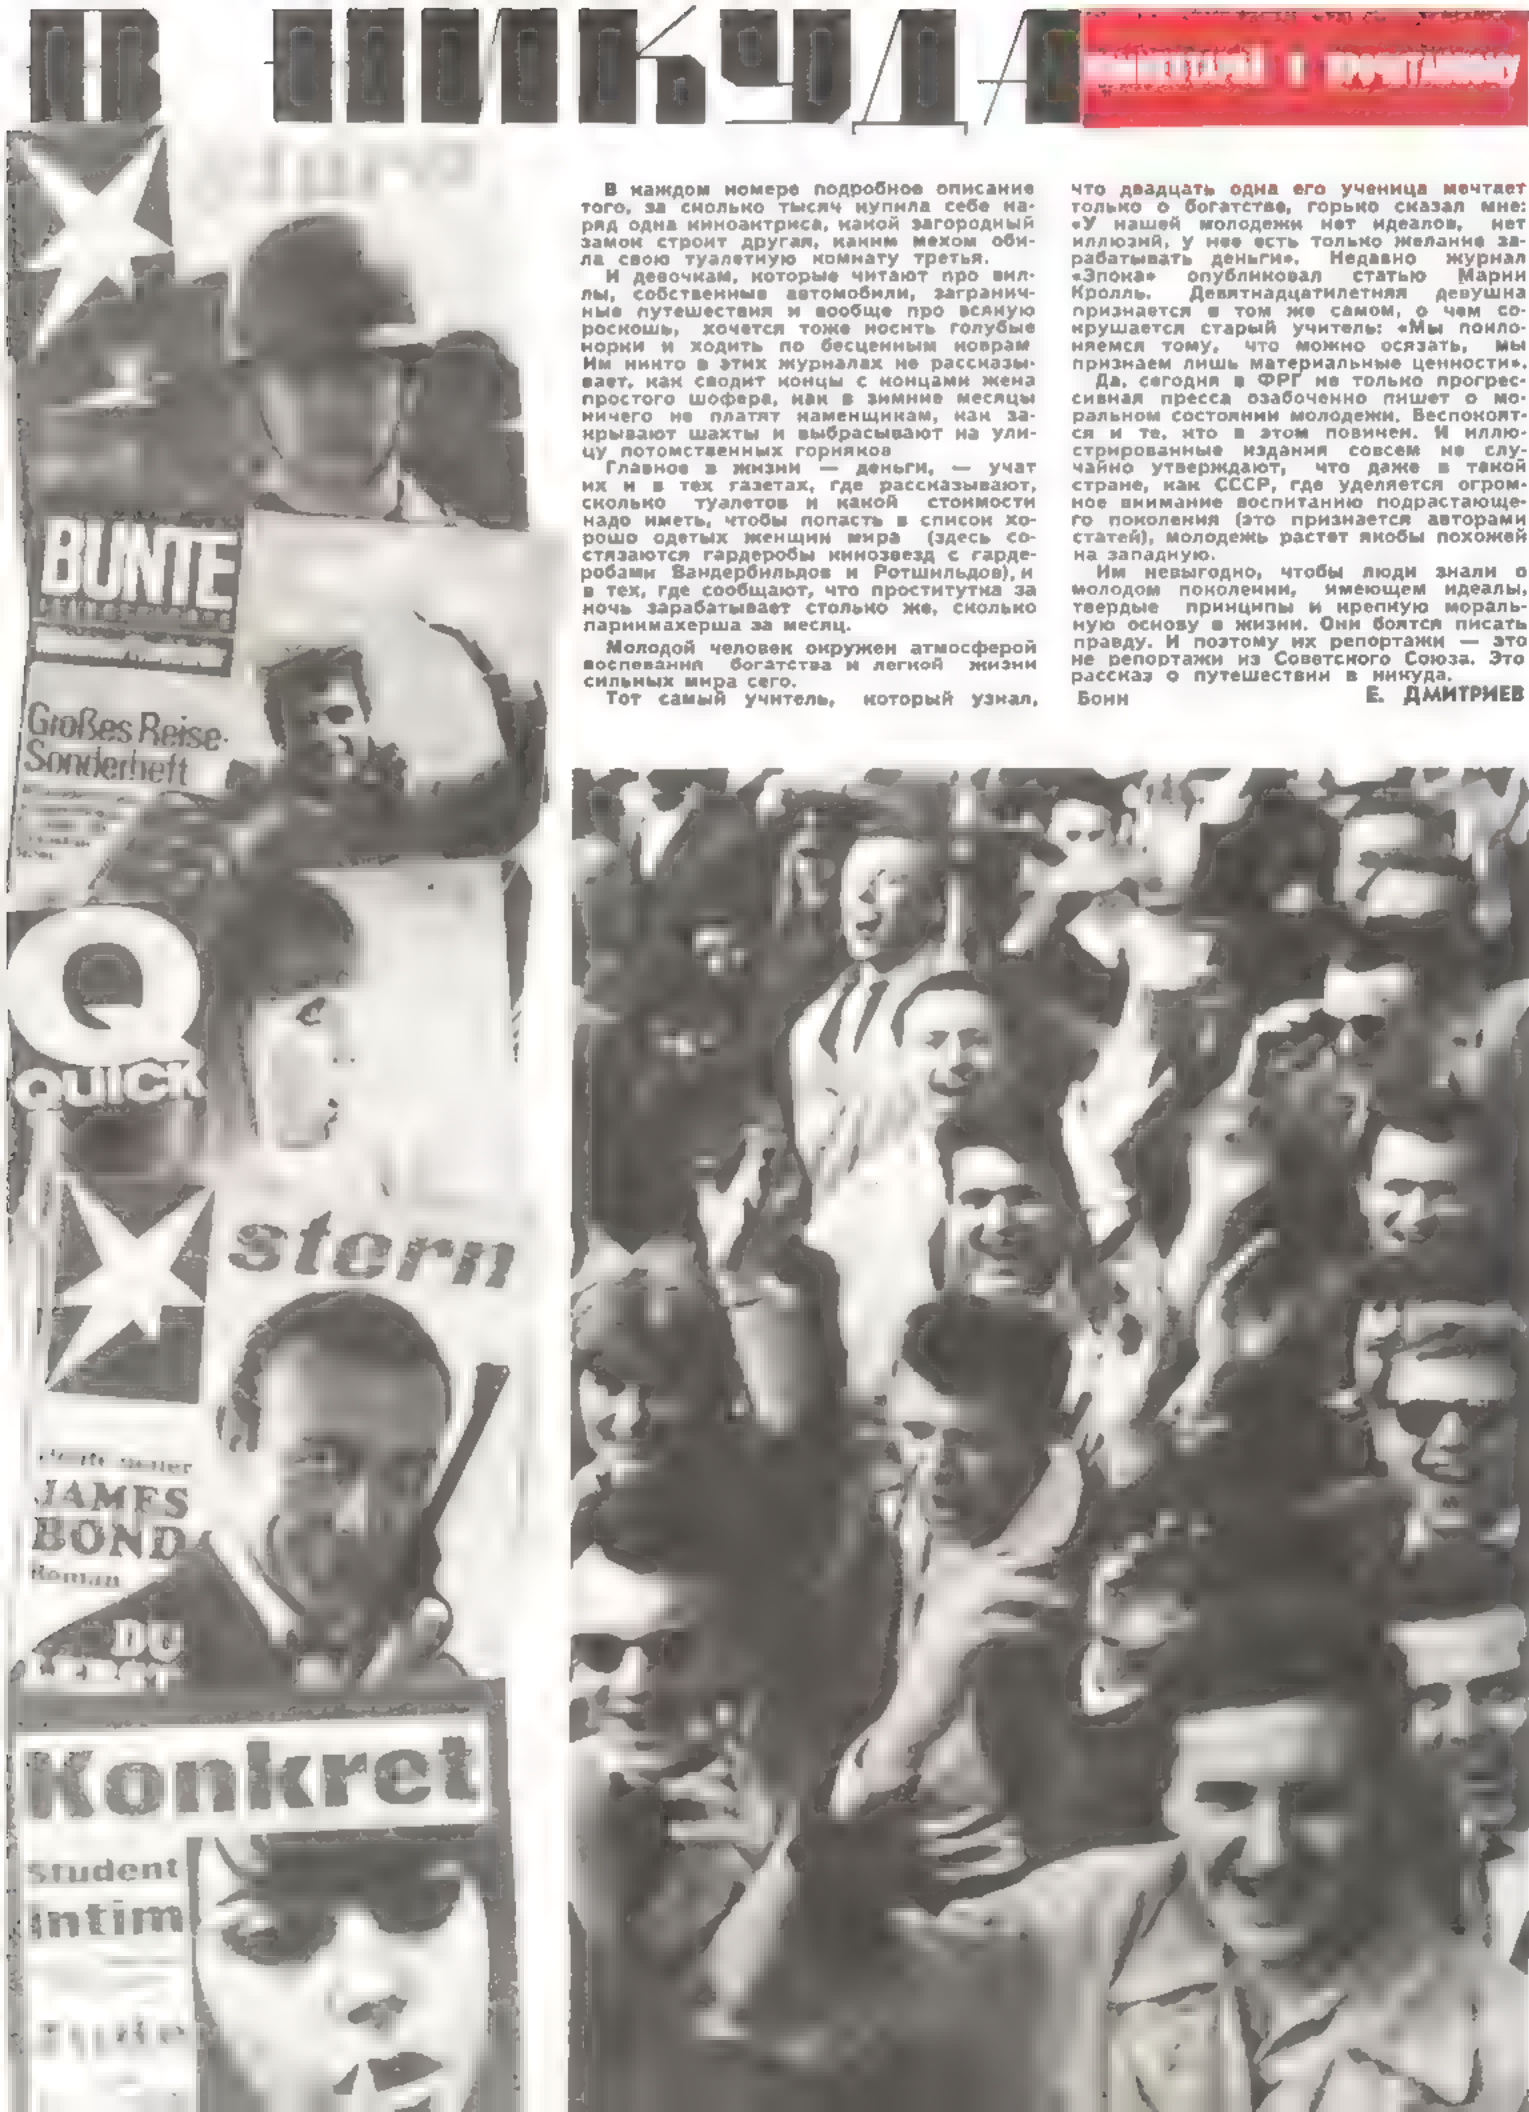 В НИКУДА
В каждом номере подробное описание
того, за сколько тысяч купила себе на-
ряд одна киноактриса, какой загородный
замок строит другая, каким мехом оби-
ла свою туалетную комнату третья.
И девочкам, которые читают про вил-
лы, собственные автомобили, загранич-
ные путешествия и вообще про всякую
роскошь, хочется тоже носить голубые
норки и ходить по бесценным коврам
Им никто в этих журналах не рассказы-
вает, как сводит концы с концами жена
простого шофера, как в зимние месяцы
ничего не платят каменщикам, как за-
крывают шахты и выбрасывают на ули-
цу потомственных горняков
Главное в жизни — деньги, — учат
их и в тех газетах, где рассказывают,
сколько туалетов и какой стоимости
надо иметь, чтобы попасть в список хо-
рошо одетых женщин мира (здесь со-
стязаются гардеробы кинозвезд с гарде-
робами Вандербильдов и Ротшильдов), и
в тех, где сообщают, что проститутка за
ночь зарабатывает столько же, сколько
парикмахерша за месяц.
Молодой человек окружен атмосферой
воспевания богатства и легкой жизни
сильных мира сего.
Тот самый учитель, который узнал,
что двадцать одна его ученица мечтает
только о богатстве, горько сказал мне:
«У нашей молодежи нет идеалов, нет
иллюзий, у нее есть только желание за-
рабатывать деньги». Недавно журнал
«Эпока» опубликовал статью Марии
Кролль. Девятнадцатилетняя девушка
признается в том же самом, о чем со-
крушается старый учитель: «Мы покло-
няемся тому, что можно осязать, мы
признаем лишь материальные ценности».
Да, сегодня в ФРГ не только прогрес-
сивная пресса озабоченно пишет о мо-
ральном состоянии молодежи. Беспокоят-
ся и те, кто в этом повинен. И иллю-
стрированные издания совсем не слу-
чайно утверждают, что даже в такой
стране, как СССР, где уделяется огром-
ное внимание воспитанию подрастающе-
го поколения (это признается авторами
статей), молодежь растет якобы похожей
на западную.
Им невыгодно, чтобы люди знали о
молодом поколении, имеющем идеалы,
твердые принципы и крепкую мораль-
ную основу в жизни. Они боятся писать
правду. И поэтому их репортажи — это
не репортажи из Советского Союза. Это
рассказ о путешествии в никуда.
Бонн Е. ДМИТРИЕВ
BUNTE
Großes Reise-
Sonderheft
Q
QUICK
stern
JAMES
BOND
Roman
DU
Konkret
Student
intim